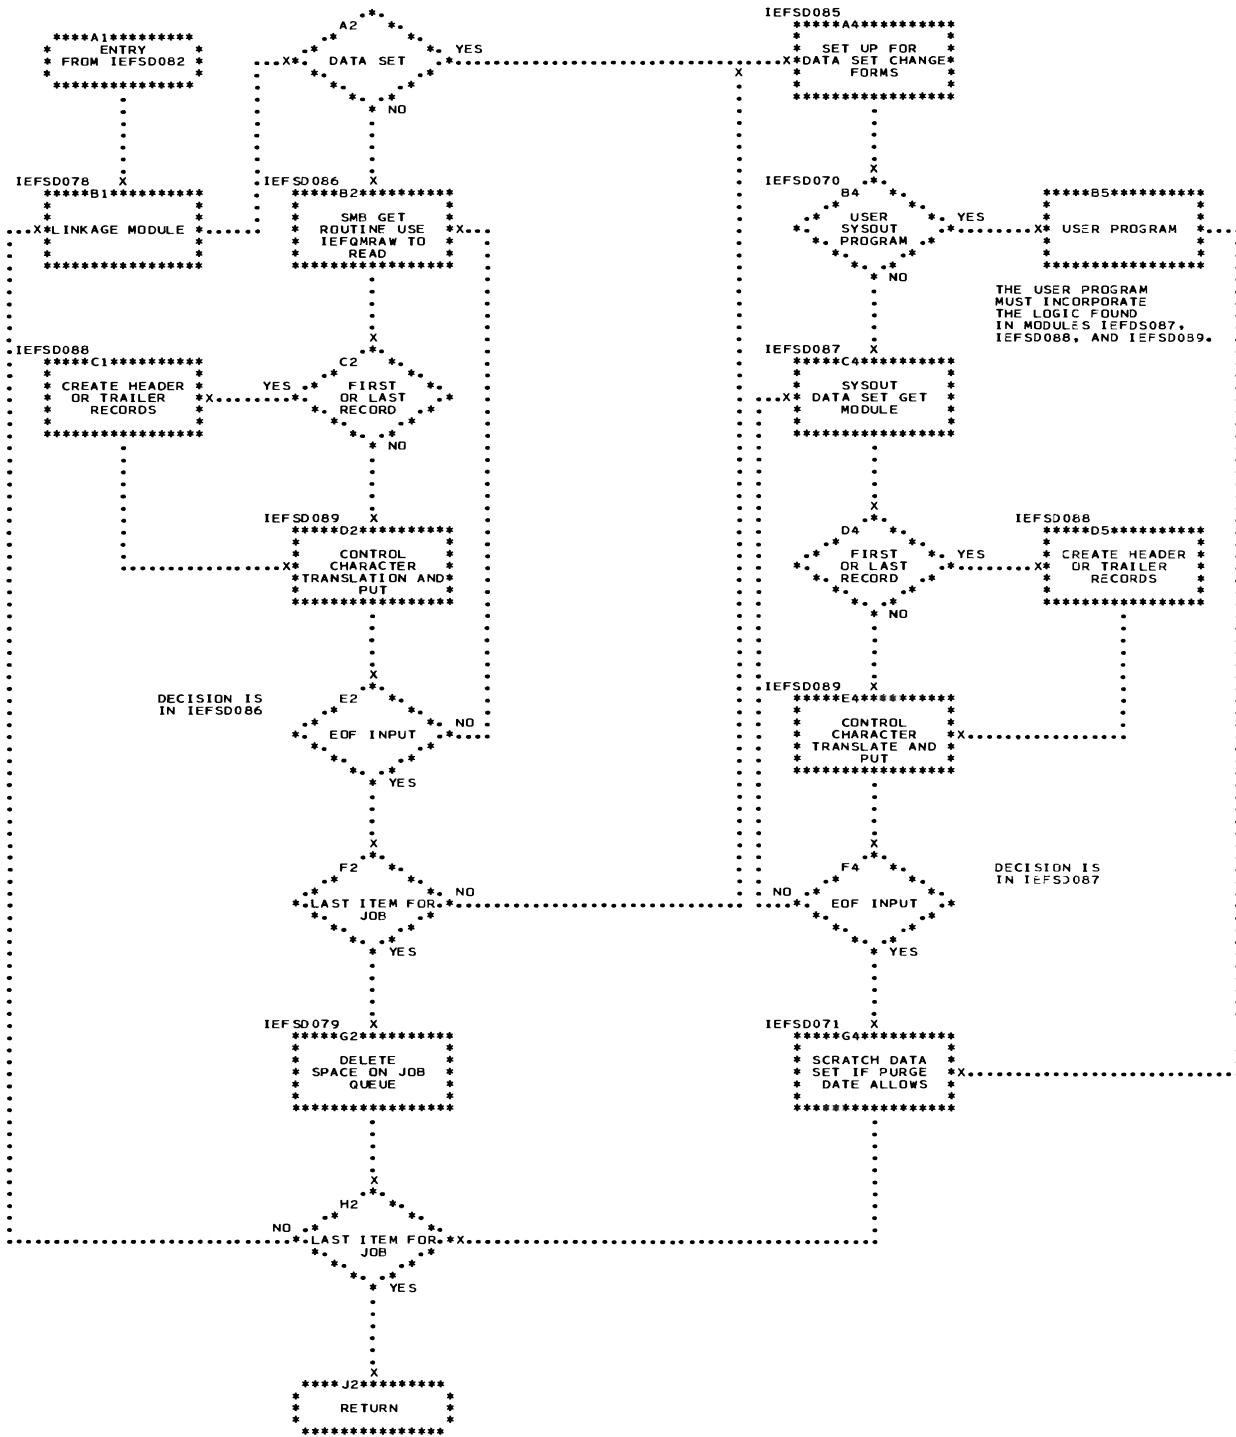 A1
ENTRY
FROM IEFSD082
A2
DATA SET
YES
NO
IEFSD085
A4
SET UP FOR
DATA SET CHANGE
FORMS
IEFSD078
B1
LINKAGE MODULE
IEFSD086
B2
SMB GET
ROUTINE USE
IEFQMRAW TO
READ
IEFSD070
B4
USER
SYSOUT
PROGRAM
YES
NO
B5
USER PROGRAM
THE USER PROGRAM
MUST INCORPORATE
THE LOGIC FOUND
IN MODULES IEFDS087,
IEFSD088, AND IEFSD089.
IEFSD088
C1
CREATE HEADER
OR TRAILER
RECORDS
C2
YES
FIRST
OR LAST
RECORD
NO
IEFSD087
C4
SYSOUT
DATA SET GET
MODULE
IEFSD089
D2
CONTROL
CHARACTER
TRANSLATION AND
PUT
D4
FIRST
OR LAST
RECORD
YES
NO
IEFSD088
D5
CREATE HEADER
OR TRAILER
RECORDS
DECISION IS
IN IEFSD086
E2
EOF INPUT
NO
YES
IEFSD089
E4
CONTROL
CHARACTER
TRANSLATE AND
PUT
F2
LAST ITEM FOR
JOB
NO
YES
F4
NO
EOF INPUT
YES
DECISION IS
IN IEFSD087
IEFSD079
G2
DELETE
SPACE ON JOB
QUEUE
IEFSD071
G4
SCRATCH DATA
SET IF PURGE
DATE ALLOWS
H2
NO
LAST ITEM FOR
JOB
YES
J2
RETURN